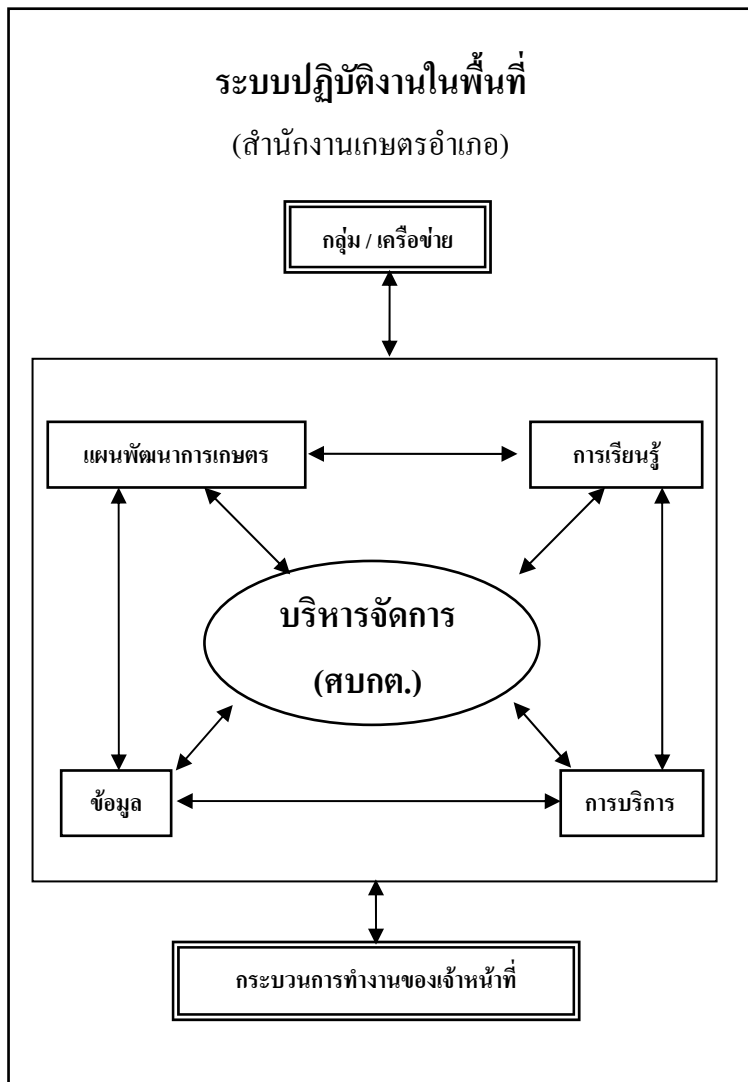 ระบบปฏิบัติงานในพื้นที่
(สำนักงานเกษตรอำเภอ)
กลุ่ม / เครือข่าย
แผนพัฒนาการเกษตร
การเรียนรู้
บริหารจัดการ
(ศบกต.)
ข้อมูล
การบริการ
กระบวนการทำงานของเจ้าหน้าที่